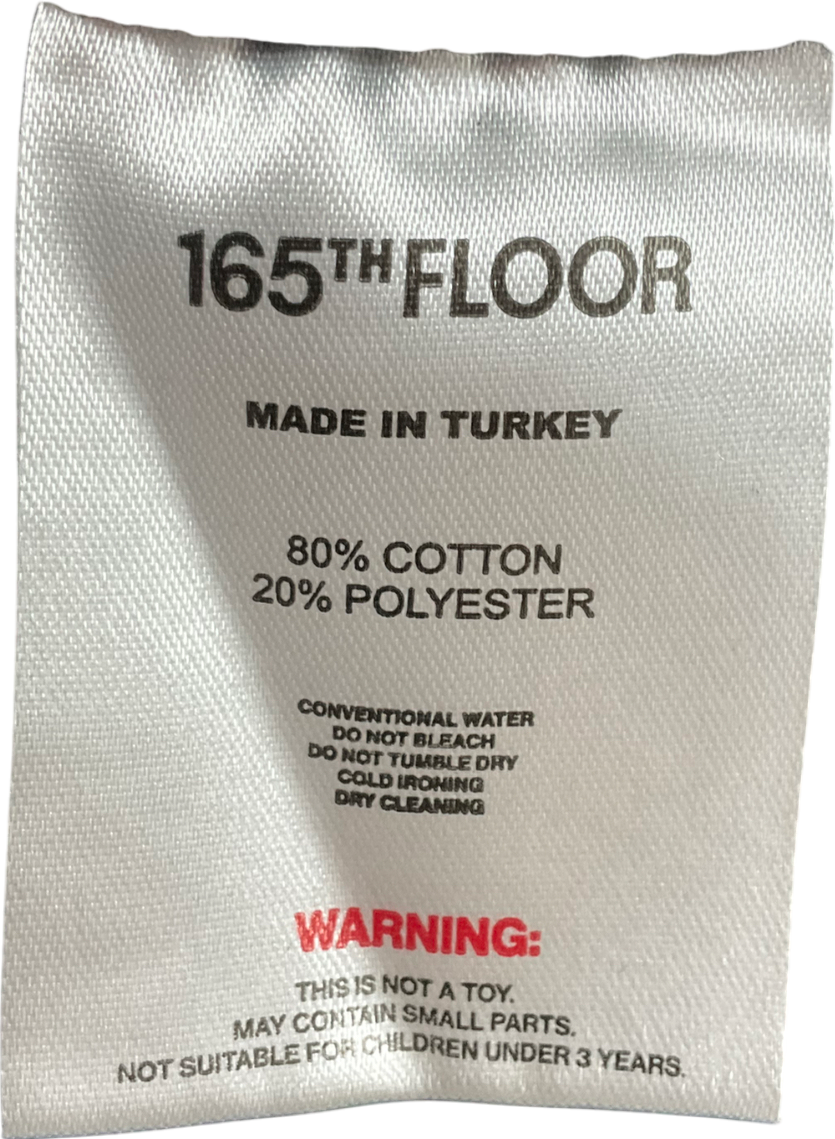 165TH FLOOR
MADE IN TURKEY
80% COTTON
20% POLYESTER
CONVENTIONAL WATER
DO NOT BLEACH
DO NOT TUMBLE DRY
COLD IRONING
DRY CLEANING
WARNING:
THIS IS NOT A TOY.
MAY CONTAIN SMALL PARTS.
NOT SUITABLE FOR CHILDREN UNDER 3 YEARS.